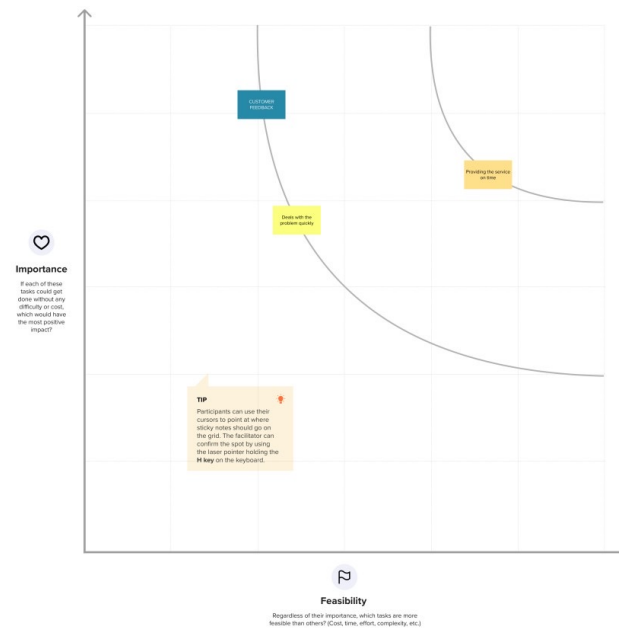 CUSTOMER
FEEDBACK
Providing the service
on time
Deals with the
problem quickly
Importance
If each of these
tasks could get
done without any
difficulty or cost,
which would have
the most positive
impact?
TIP
Participants can use their
cursors to point at where
sticky notes should go on
the grid. The facilitator can
confirm the spot by using
the laser pointer holding the
H key on the keyboard.
Feasibility
Regardless of their importance, which tasks are more
feasible than others? (Cost, time, effort, complexity, etc.)